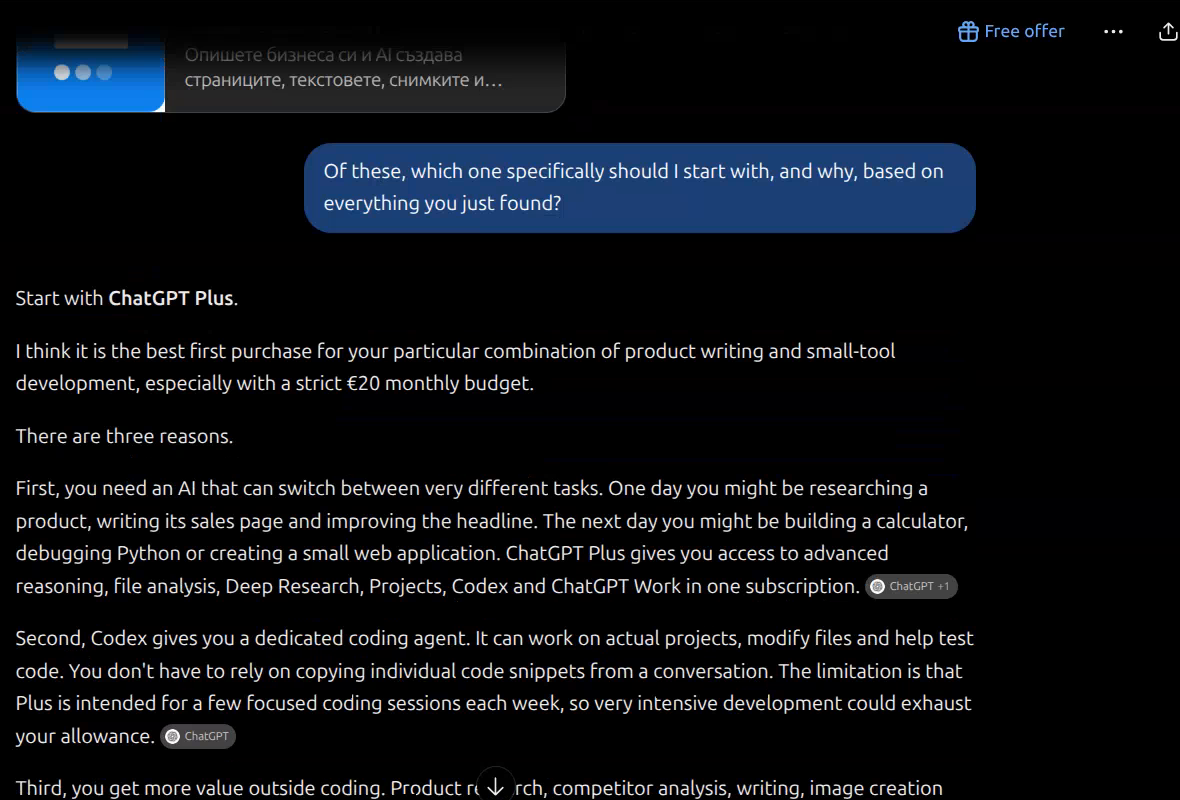 Free offer
Опишете бизнеса си и AI създава
страниците, текстовете, снимките и…
Of these, which one specifically should I start with, and why, based on
everything you just found?
Start with ChatGPT Plus.
I think it is the best first purchase for your particular combination of product writing and small-tool
development, especially with a strict €20 monthly budget.
There are three reasons.
First, you need an AI that can switch between very different tasks. One day you might be researching a
product, writing its sales page and improving the headline. The next day you might be building a calculator,
debugging Python or creating a small web application. ChatGPT Plus gives you access to advanced
reasoning, file analysis, Deep Research, Projects, Codex and ChatGPT Work in one subscription. ChatGPT +1
Second, Codex gives you a dedicated coding agent. It can work on actual projects, modify files and help test
code. You don't have to rely on copying individual code snippets from a conversation. The limitation is that
Plus is intended for a few focused coding sessions each week, so very intensive development could exhaust
your allowance. ChatGPT
Third, you get more value outside coding. Product competitor analysis, writing, image creation